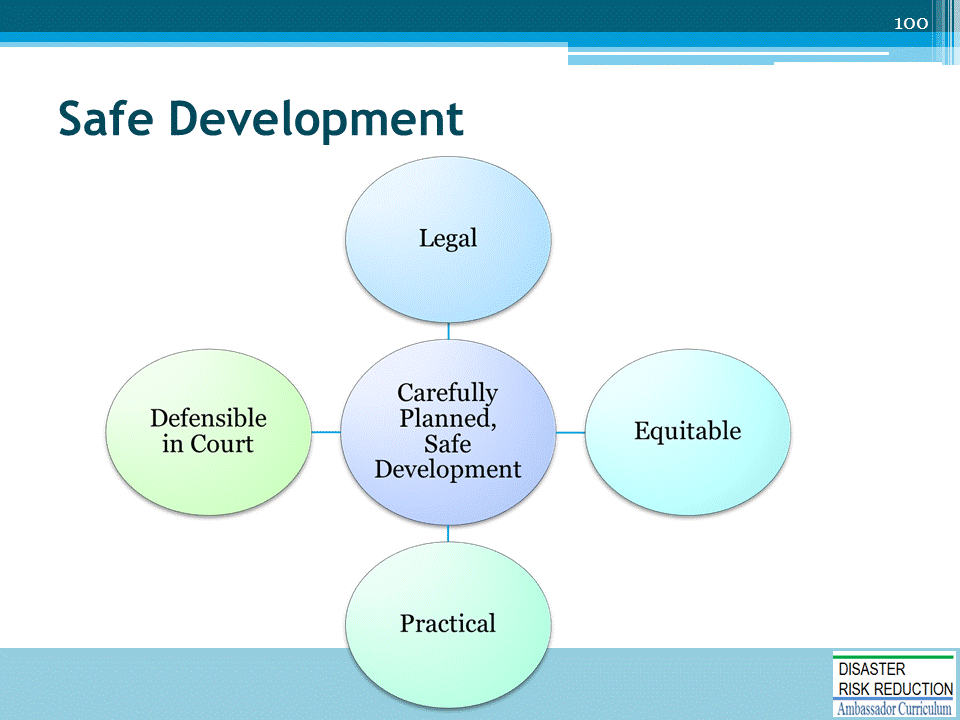 100
Safe Development
Legal
Defensible
in Court
Carefully
Planned,
Safe
Development
Equitable
Practical
DISASTER
RISK REDUCTION
Ambassador Curriculum